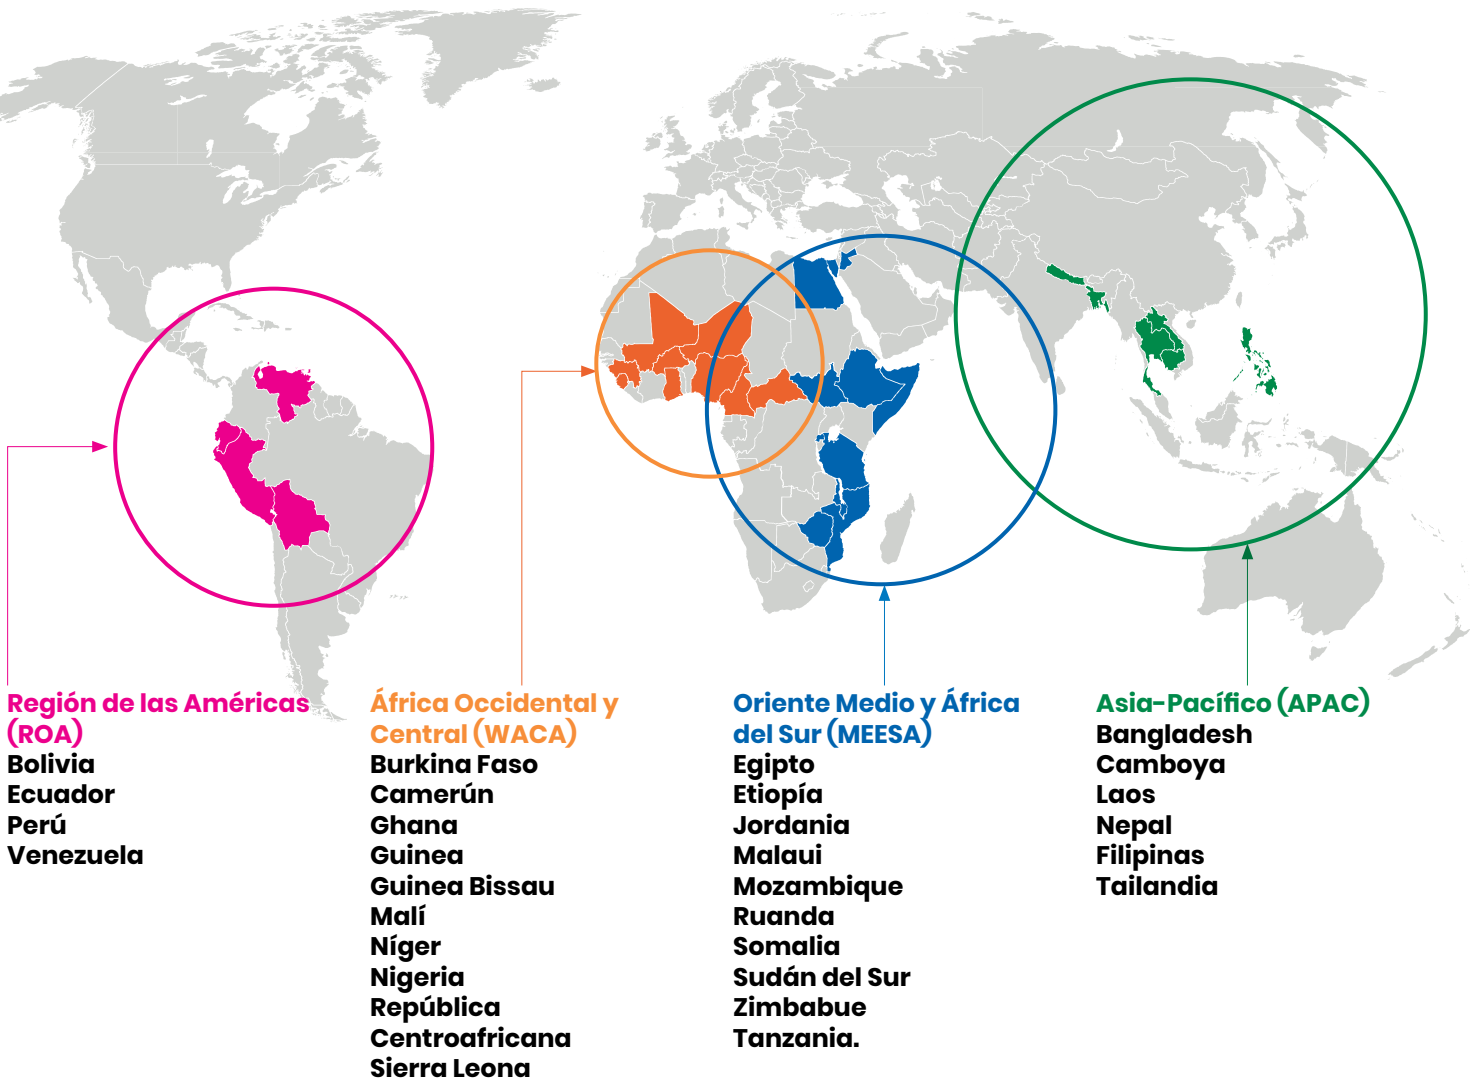 Región de las Américas
(ROA)
Bolivia
Ecuador
Perú
Venezuela
África Occidental y
Central (WACA)
Burkina Faso
Camerún
Ghana
Guinea
Guinea Bissau
Malí
Níger
Nigeria
República
Centroafricana
Sierra Leona
Oriente Medio y África
del Sur (MEESA)
Egipto
Etiopía
Jordania
Malaui
Mozambique
Ruanda
Somalia
Sudán del Sur
Zimbabue
Tanzania.
Asia-Pacífico (APAC)
Bangladesh
Camboya
Laos
Nepal
Filipinas
Tailandia